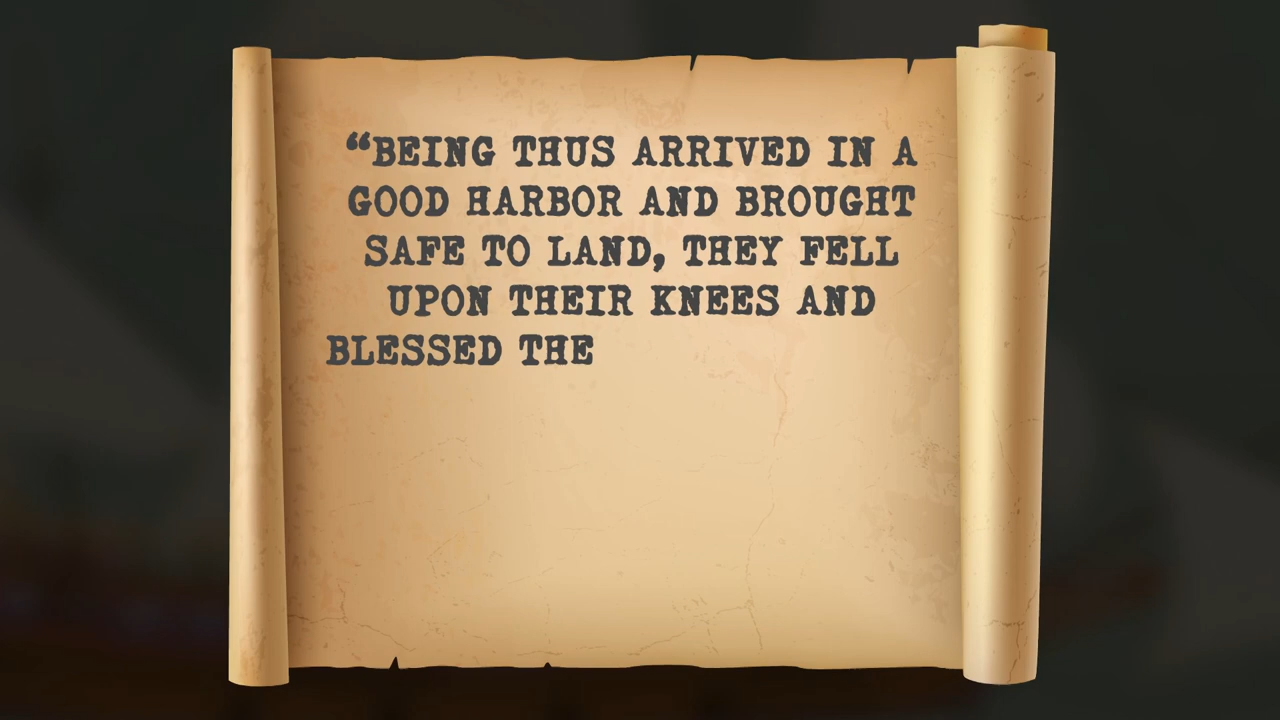 “BEING THUS ARRIVED IN A
GOOD HARBOR AND BROUGHT
SAFE TO LAND, THEY FELL
UPON THEIR KNEES AND
BLESSED THE